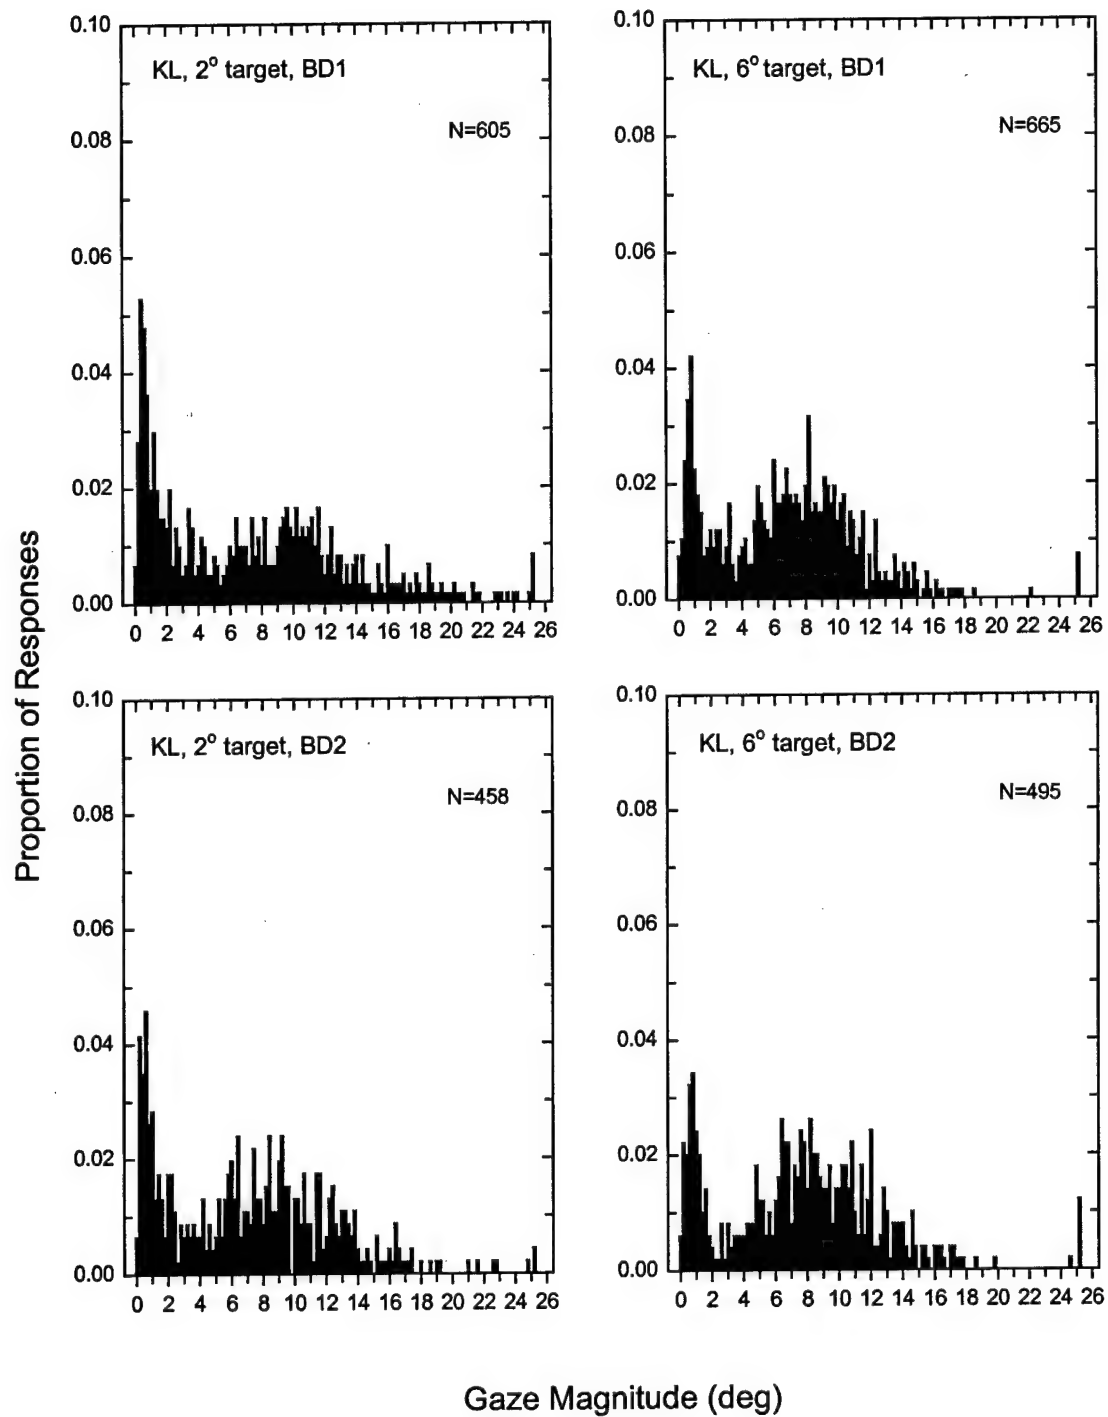 Proportion of Responses
KL, 2° target, BD1
N=605
0.10
0.08
0.06
0.04
0.02
0.00
0 2 4 6 8 10 12 14 16 18 20 22 24 26
KL, 6° target, BD1
N=665
0.10
0.08
0.06
0.04
0.02
0.00
0 2 4 6 8 10 12 14 16 18 20 22 24 26
KL, 2° target, BD2
N=458
0.10
0.08
0.06
0.04
0.02
0.00
0 2 4 6 8 10 12 14 16 18 20 22 24 26
KL, 6° target, BD2
N=495
0.10
0.08
0.06
0.04
0.02
0.00
0 2 4 6 8 10 12 14 16 18 20 22 24 26
Gaze Magnitude (deg)